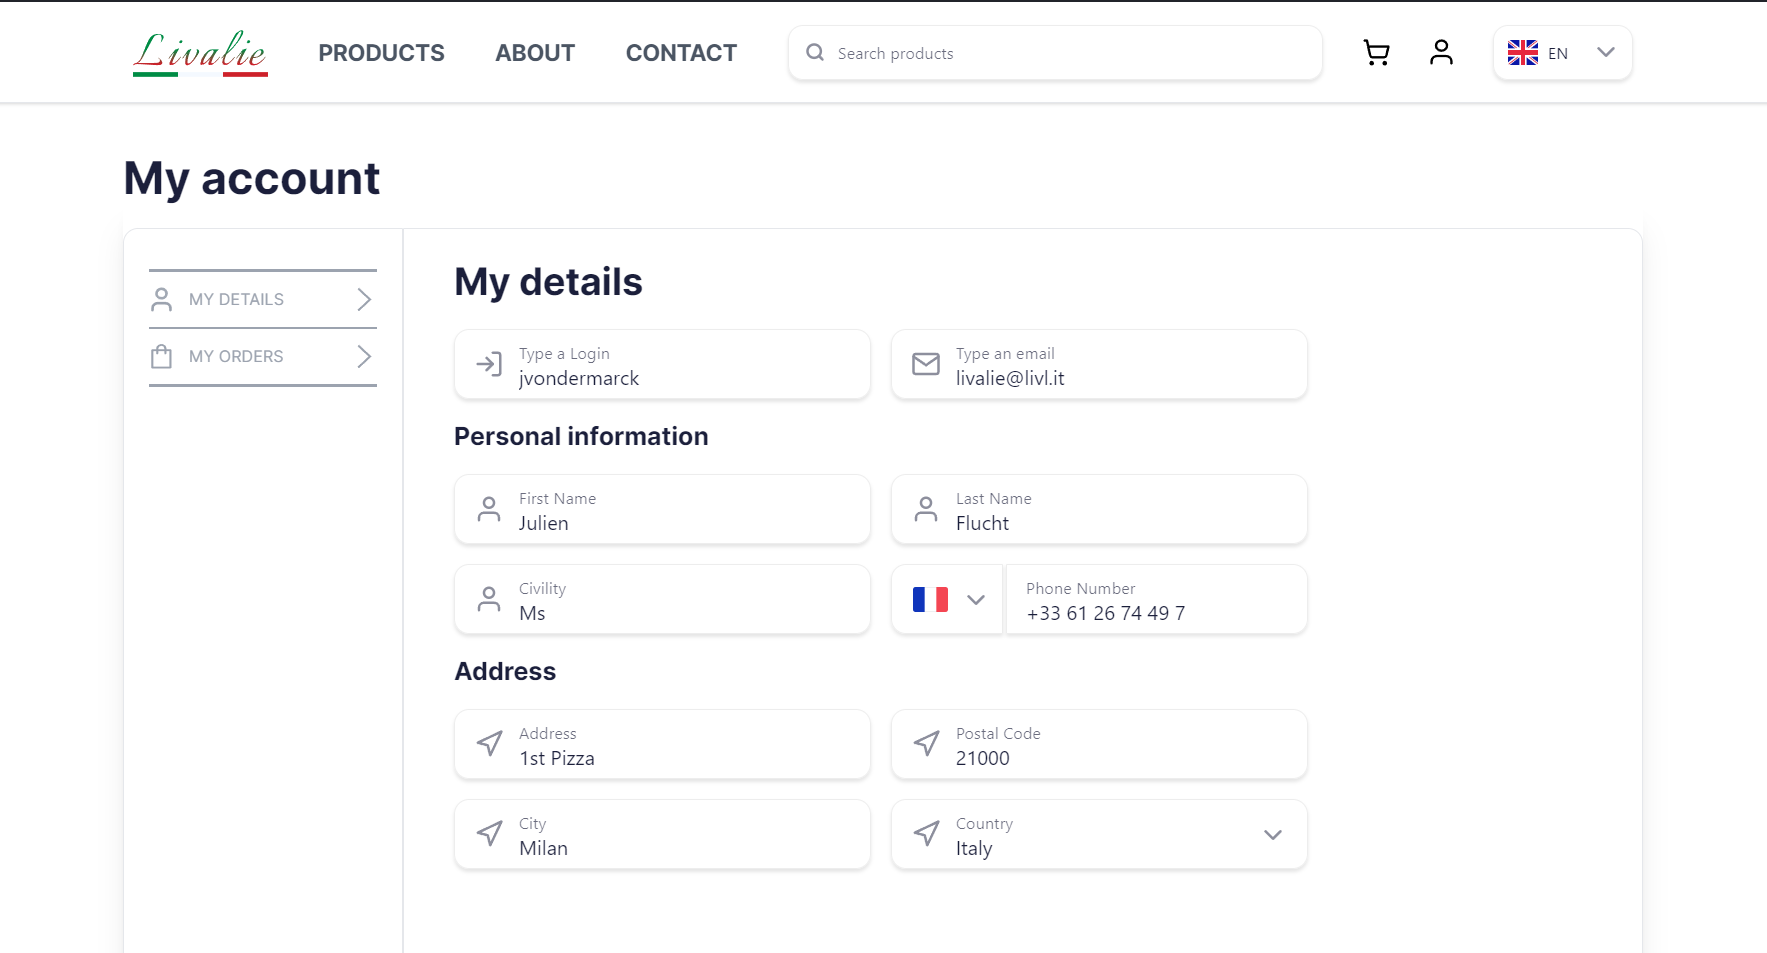 Livalie PRODUCTS ABOUT CONTACT Search products EN
My account
MY DETAILS
MY ORDERS
My details
Type a Login
jvondermarck
Type an email
livalie@livl.it
Personal information
First Name
Julien
Last Name
Flucht
Civility
Ms
Phone Number
+33 61 26 74 49 7
Address
Address
1st Pizza
Postal Code
21000
City
Milan
Country
Italy